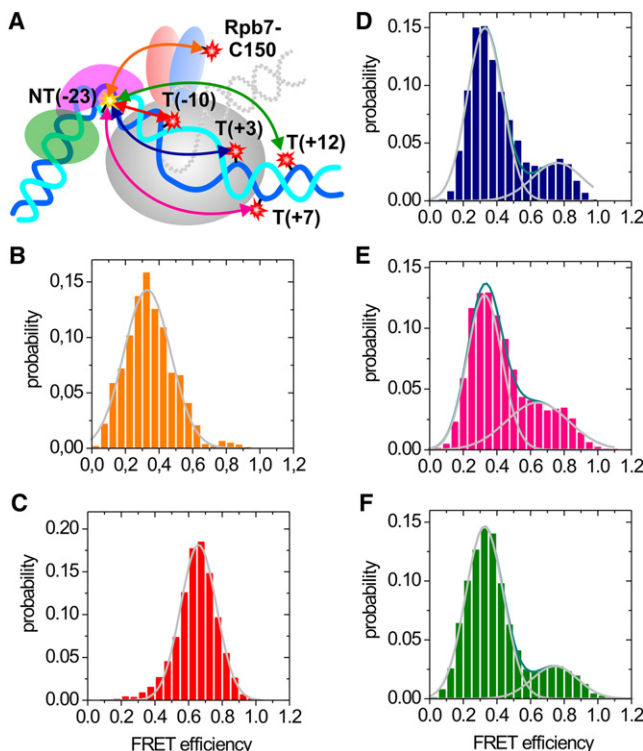 A
Rpb7-
C150
NT(-23)
T(-10)
T(+3)
T(+12)
T(+7)
B
probability
0,15
0,10
0,05
0,00
0,0 0,2 0,4 0,6 0,8 1,0 1,2
C
probability
0.20
0.15
0.10
0.05
0.00
0.0 0.2 0.4 0.6 0.8 1.0 1.2
FRET efficiency
D
probability
0.15
0.10
0.05
0.00
0.0 0.2 0.4 0.6 0.8 1.0 1.2
E
probability
0.15
0.10
0.05
0.00
0.0 0.2 0.4 0.6 0.8 1.0 1.2
F
probability
0.15
0.10
0.05
0.00
0.0 0.2 0.4 0.6 0.8 1.0 1.2
FRET efficiency